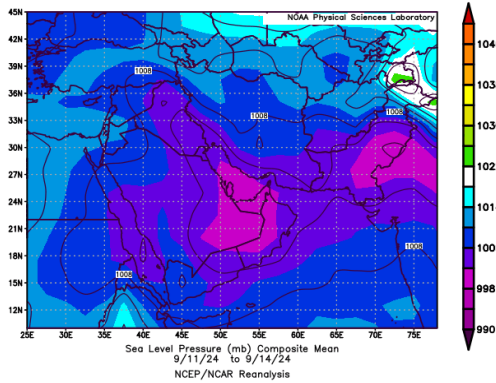 NOAA Physical Sciences Laboratory
45N
42N
39N
36N
33N
30N
27N
24N
21N
18N
15N
12N
1008
1008
1008
1008
1008
25E 30E 35E 40E 45E 50E 55E 60E 65E 70E 75E
104
103
103
102
101
100
100
998
998
990
Sea Level Pressure (mb) Composite Mean
9/11/24 to 9/14/24
NCEP/NCAR Reanalysis